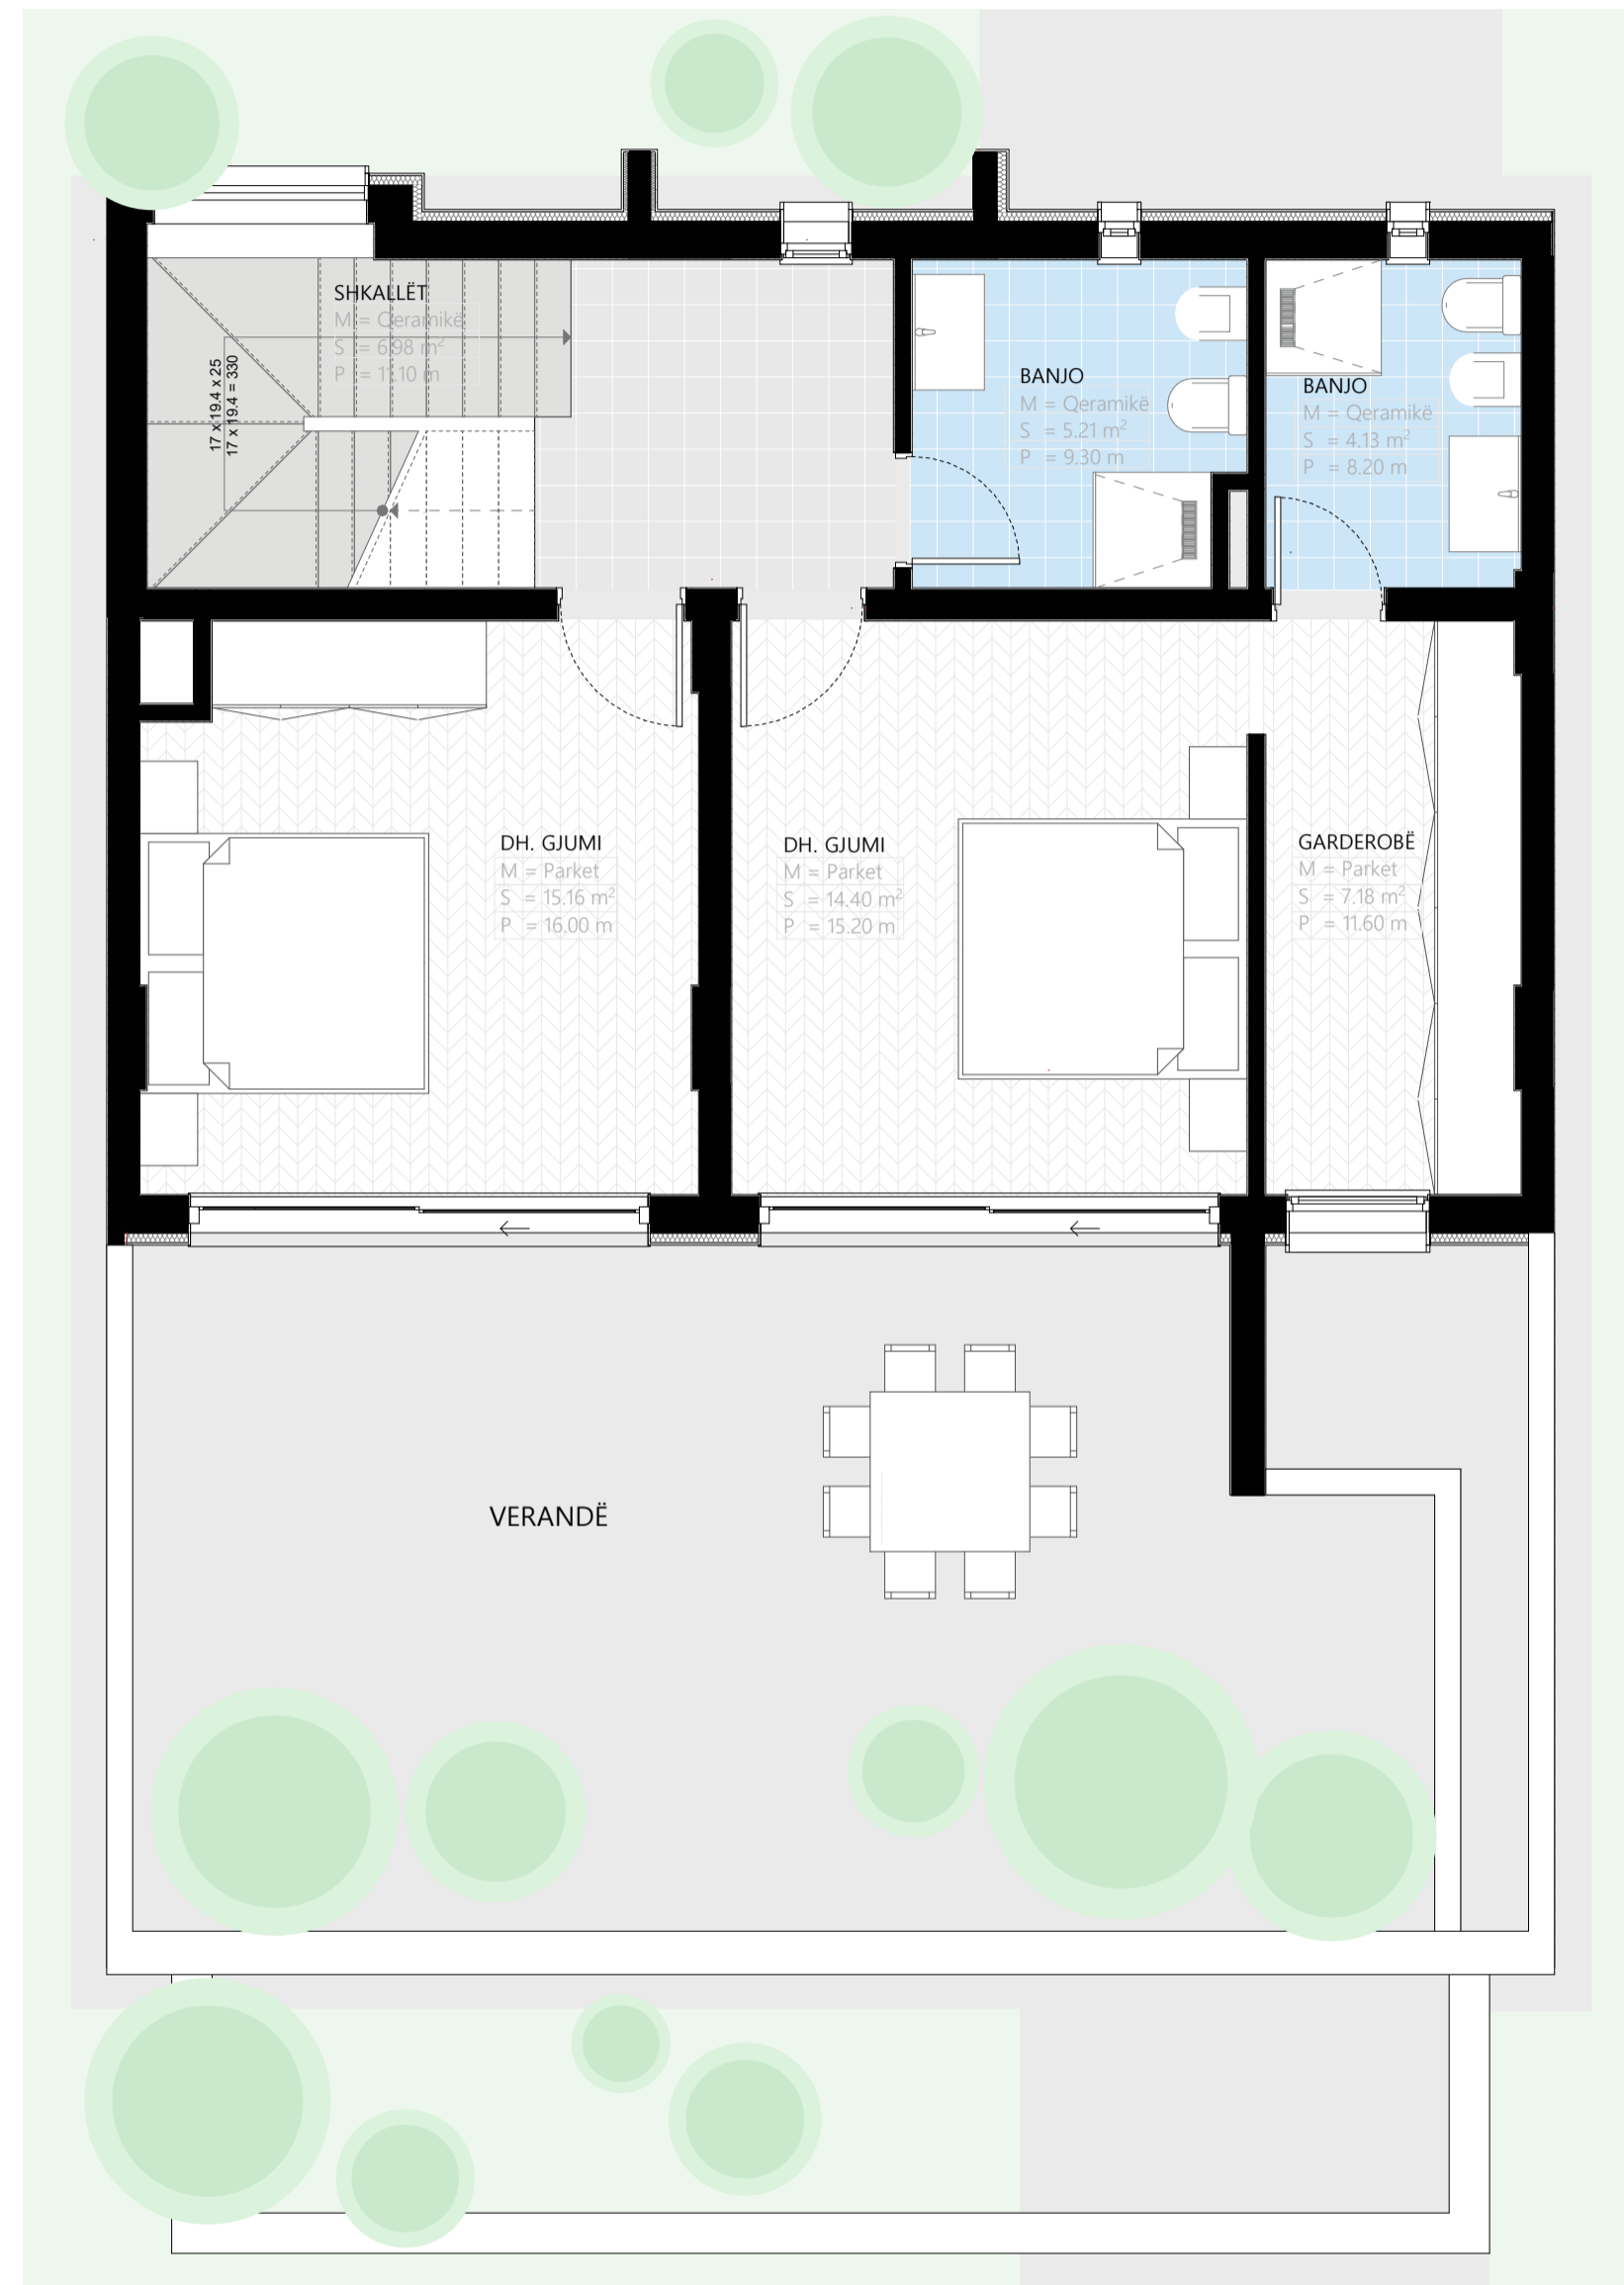 SHKALLËT
M = Qeramikë
S = 6.98 m²
P = 11.10 m
17 x 19.4 x 25
17 x 19.4 = 330
BANJO
M = Qeramikë
S = 5.21 m²
P = 9.30 m
BANJO
M = Qeramikë
S = 4.13 m²
P = 8.20 m
DH. GJUMI
M = Parket
S = 15.16 m²
P = 16.00 m
DH. GJUMI
M = Parket
S = 14.40 m²
P = 15.20 m
GARDEROBË
M = Parket
S = 7.18 m²
P = 11.60 m
VERANDË